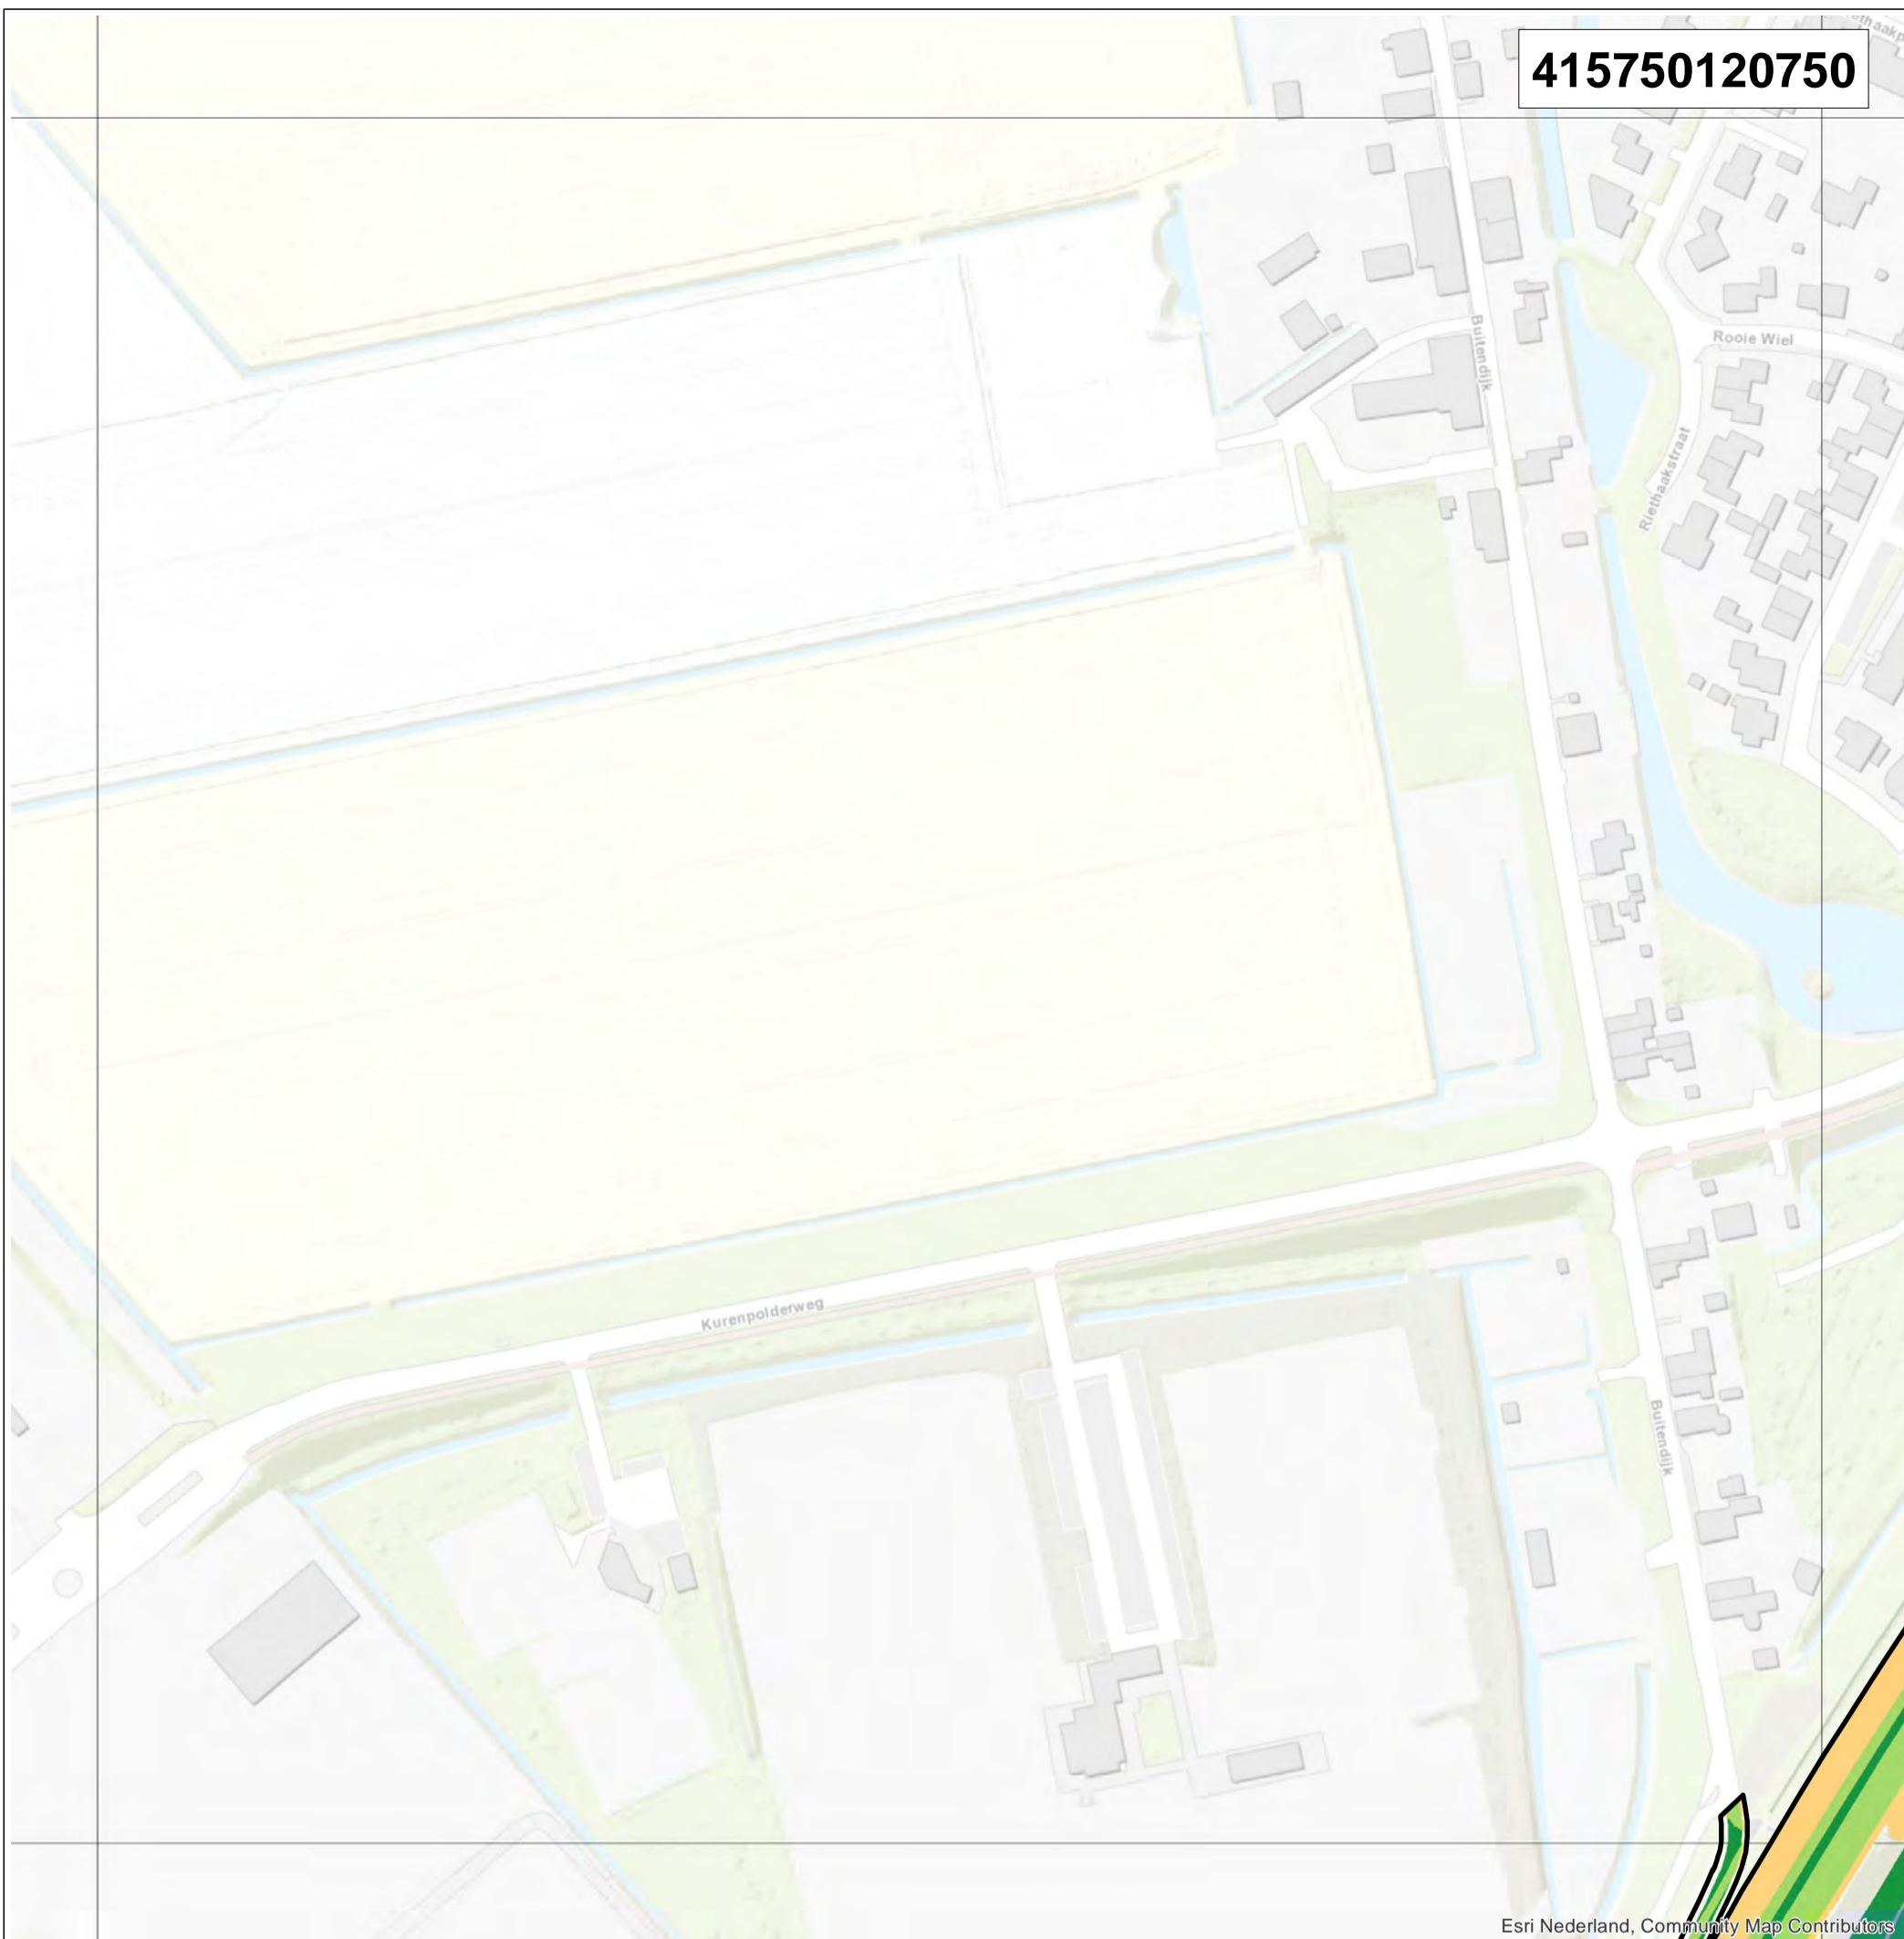 415750120750
Buitendijk
Rooie Wiel
Riethaakstraat
Kurenpolderweg
Buitendijk
Esri Nederland, Community Map Contributors